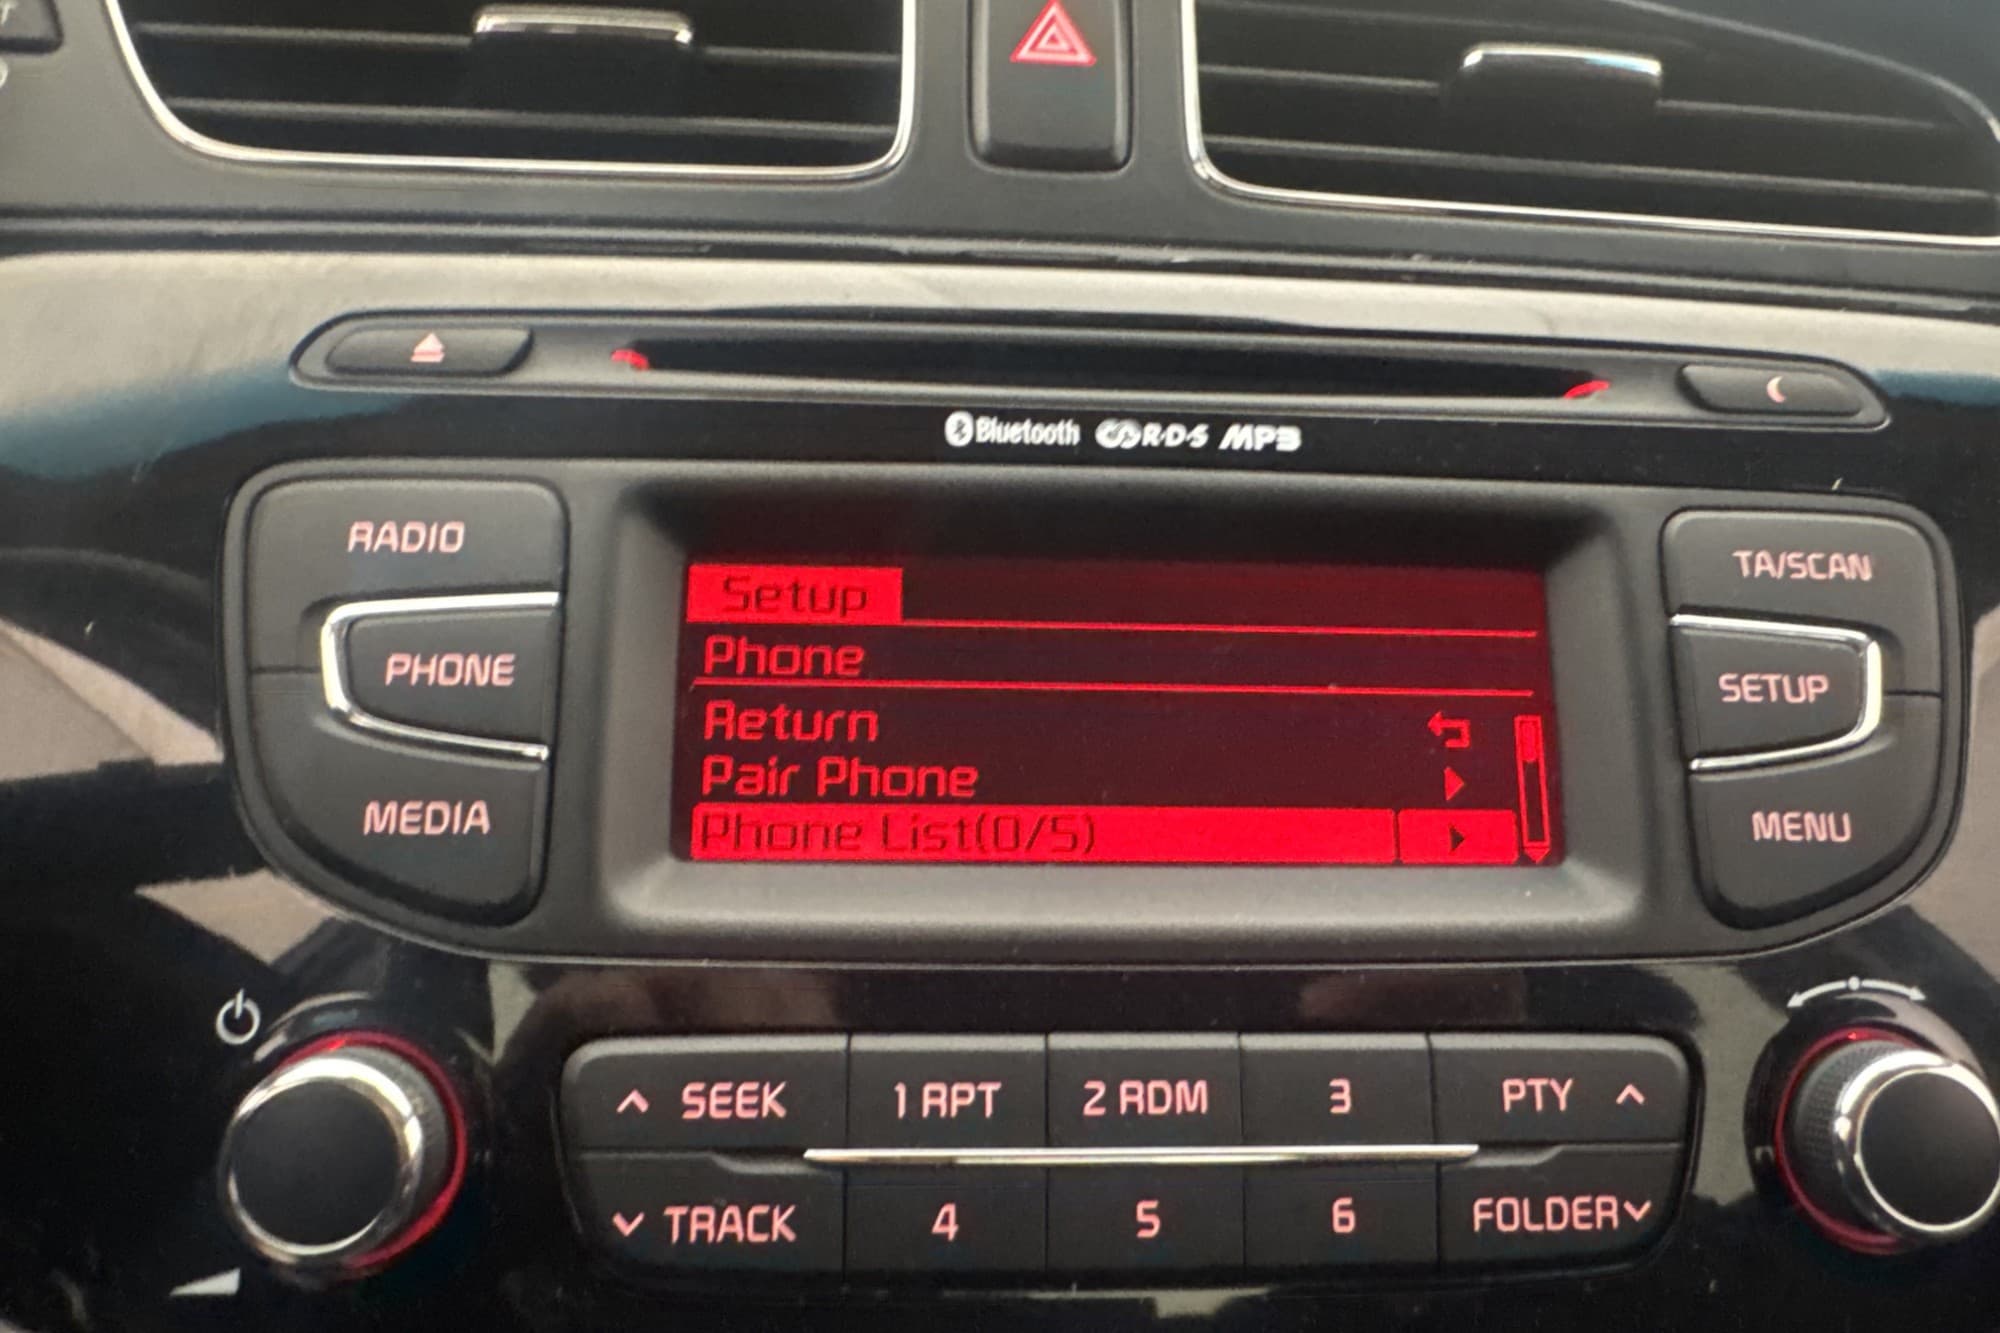 Bluetooth R·D·S MP3
RADIO
PHONE
MEDIA
Setup
Phone
Return
Pair Phone
Phone List(0/5)
TA/SCAN
SETUP
MENU
SEEK
1 RPT
2 RDM
3
PTY
TRACK
4
5
6
FOLDER